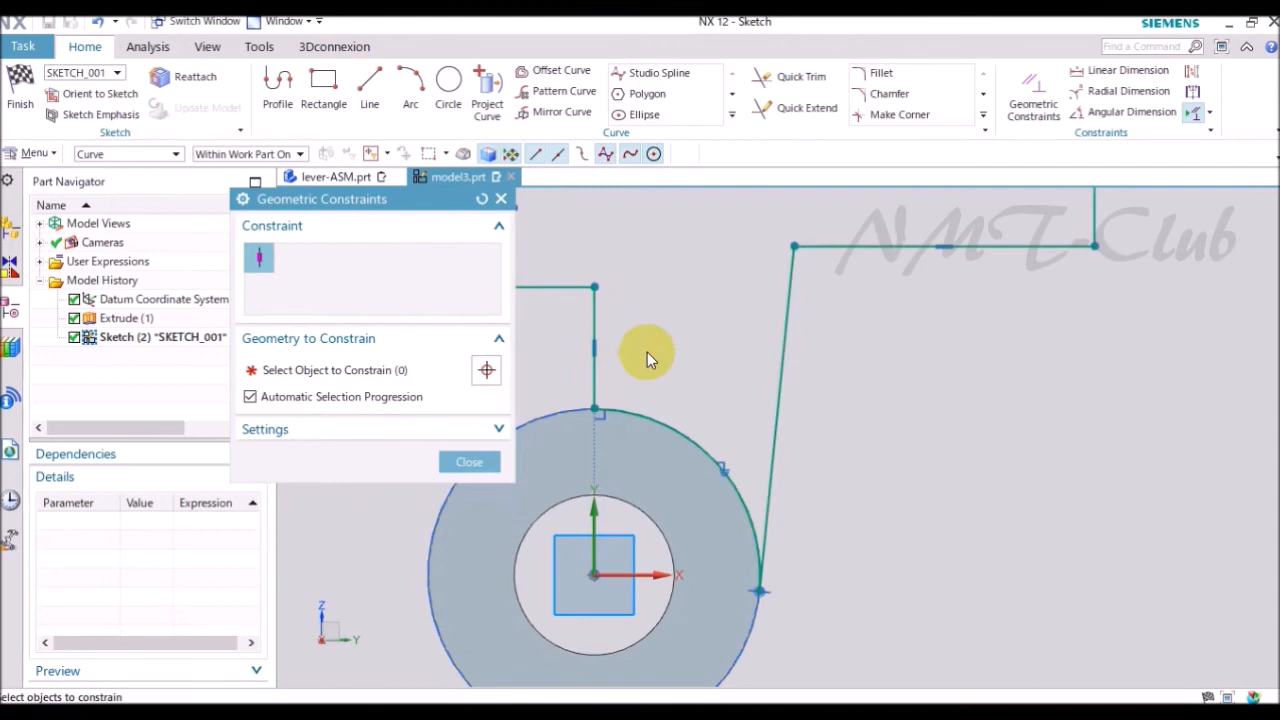 NX
Switch Window
Window
NX 12 - Sketch
SIEMENS
Task
Home
Analysis
View
Tools
3Dconnexion
Find a Command
SKETCH_001
Reattach
Orient to Sketch
Update Model
Sketch Emphasis
Finish
Sketch
Profile
Rectangle
Line
Arc
Circle
Project
Curve
Offset Curve
Pattern Curve
Mirror Curve
Studio Spline
Polygon
Ellipse
Curve
Quick Trim
Quick Extend
Fillet
Chamfer
Make Corner
Geometric
Constraints
Linear Dimension
Radial Dimension
Angular Dimension
Constraints
Menu
Curve
Within Work Part On
Part Navigator
lever-ASM.prt
model3.prt
Name
Model Views
Cameras
User Expressions
Model History
Datum Coordinate System
Extrude (1)
Sketch (2) "SKETCH_001"
Geometric Constraints
Constraint
Geometry to Constrain
* Select Object to Constrain (0)
Automatic Selection Progression
Settings
Close
Dependencies
Details
Parameter
Value
Expression
Preview
NMT-Club
Y
X
Z
Y
elect objects to constrain